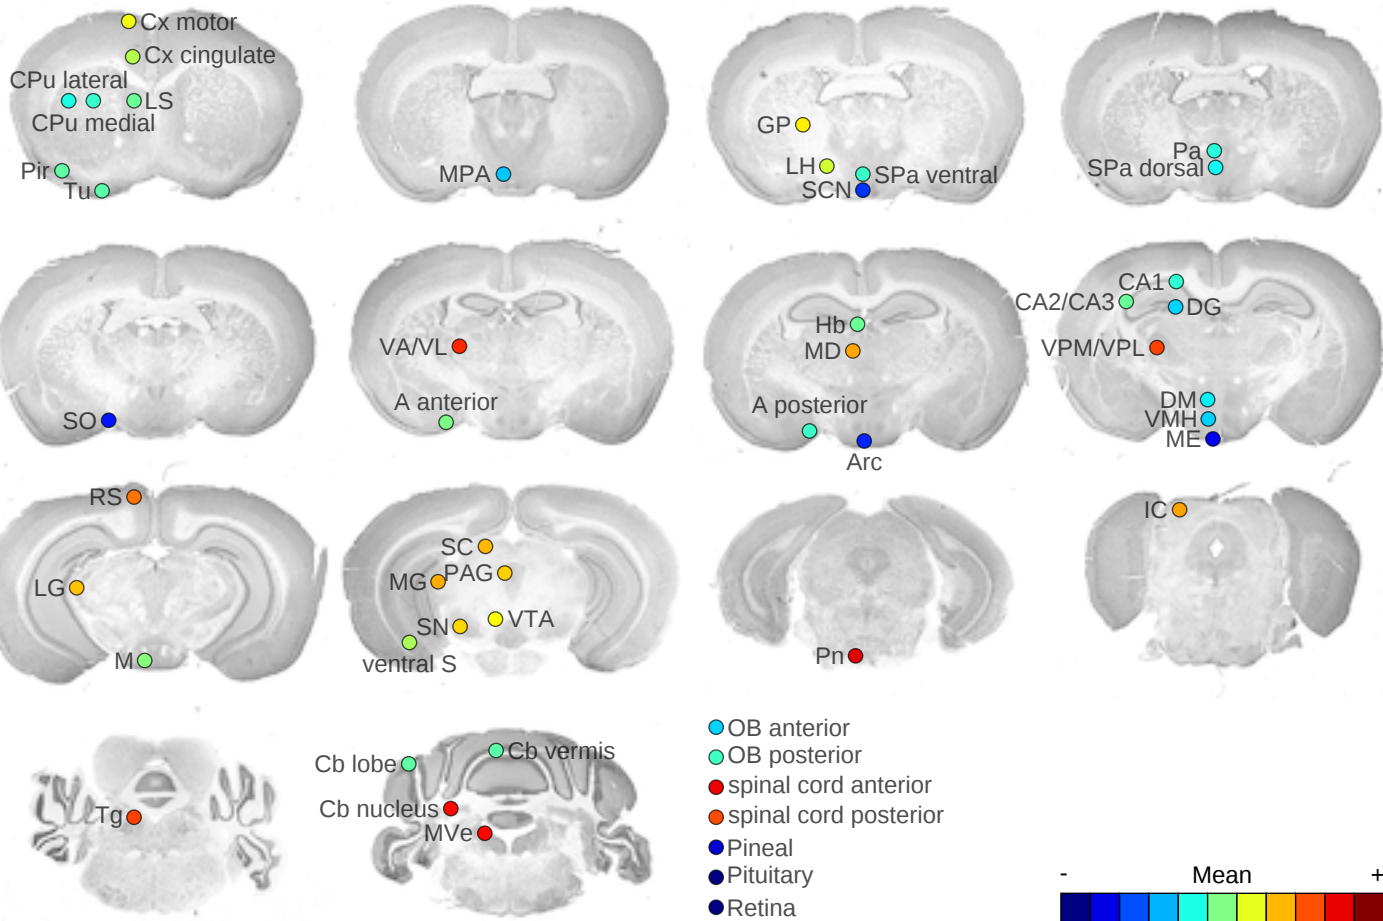 Cx motor
Cx cingulate
CPu lateral
LS
CPu medial
Pir
Tu
MPA
GP
LH
SPa ventral
SCN
Pa
SPa dorsal
SO
VA/VL
A anterior
Hb
MD
A posterior
Arc
CA1
CA2/CA3
DG
VPM/VPL
DM
VMH
ME
RS
LG
M
SC
PAG
MG
SN
VTA
ventral S
Pn
IC
Tg
Cb lobe
Cb vermis
Cb nucleus
MVe
OB anterior
OB posterior
spinal cord anterior
spinal cord posterior
Pineal
Pituitary
Retina
- Mean +